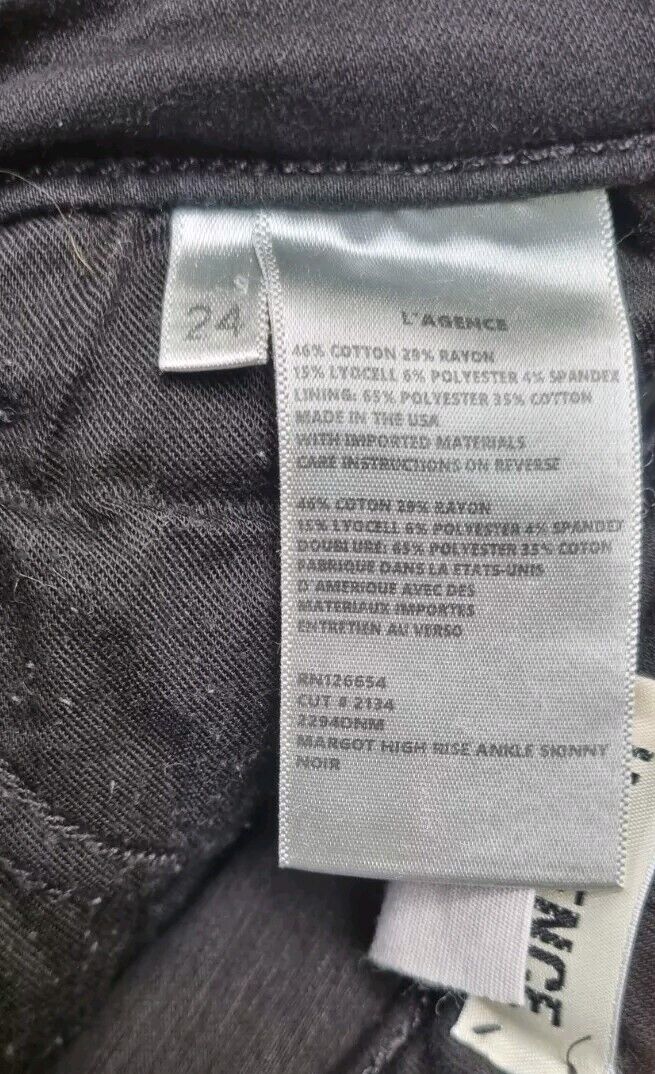 24
L'AGENCE
46% COTTON 29% RAYON
15% LYOCELL 6% POLYESTER 4% SPANDEX
LINING: 65% POLYESTER 35% COTTON
MADE IN THE USA
WITH IMPORTED MATERIALS
CARE INSTRUCTIONS ON REVERSE
46% COTON 29% RAYON
15% LYOCELL 6% POLYESTER 4% SPANDEX
DOUBLURE: 65% POLYESTER 35% COTON
FABRIQUE DANS LA ETATS-UNIS
D'AMERIQUE AVEC DES
MATERIAUX IMPORTES
ENTRETIEN AU VERSO
RN126654
CUT # 2134
2294DNM
MARGOT HIGH RISE ANKLE SKINNY
NOIR
ENCE